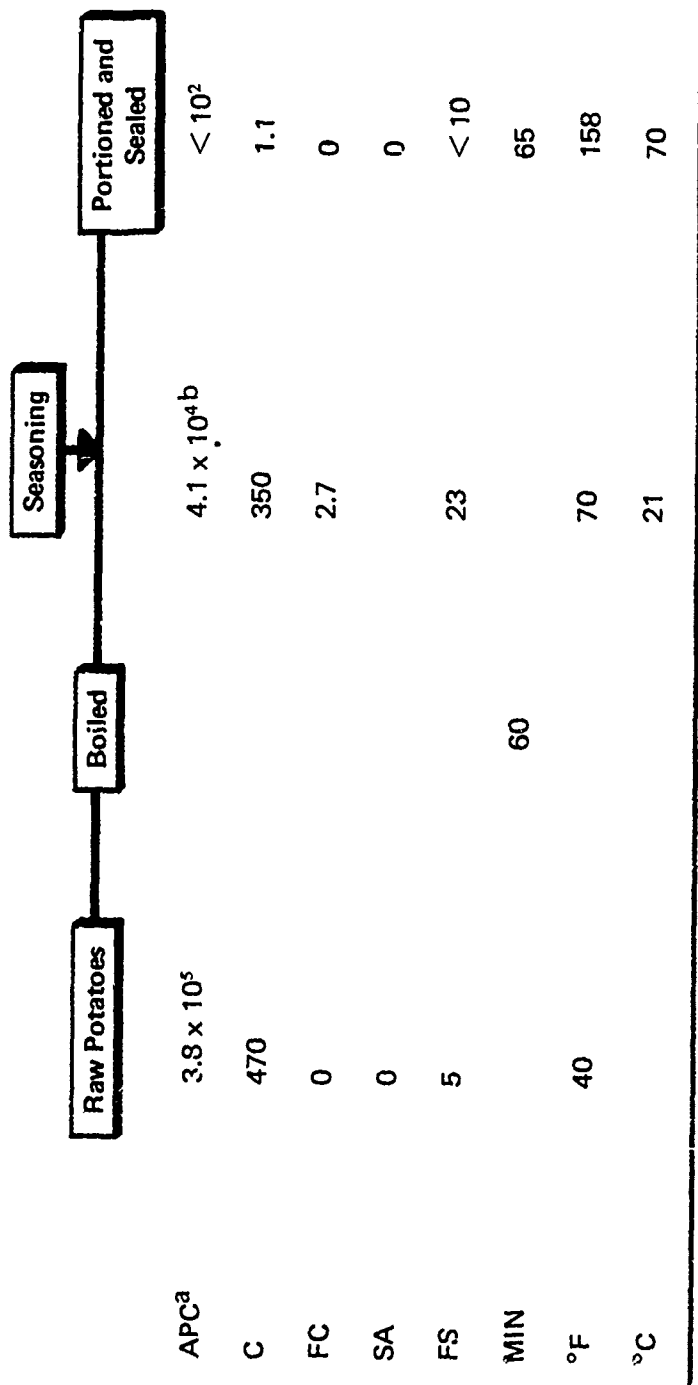 Seasoning
Raw Potatoes Boiled Portioned and
Sealed
APCa 3.8 x 10⁵ 4.1 x 10⁴ b < 10²
C 470 350 1.1
FC 0 2.7 0
SA 0 0
FS 5 23 < 10
MIN 60 65
°F 40 70 158
°C 21 70